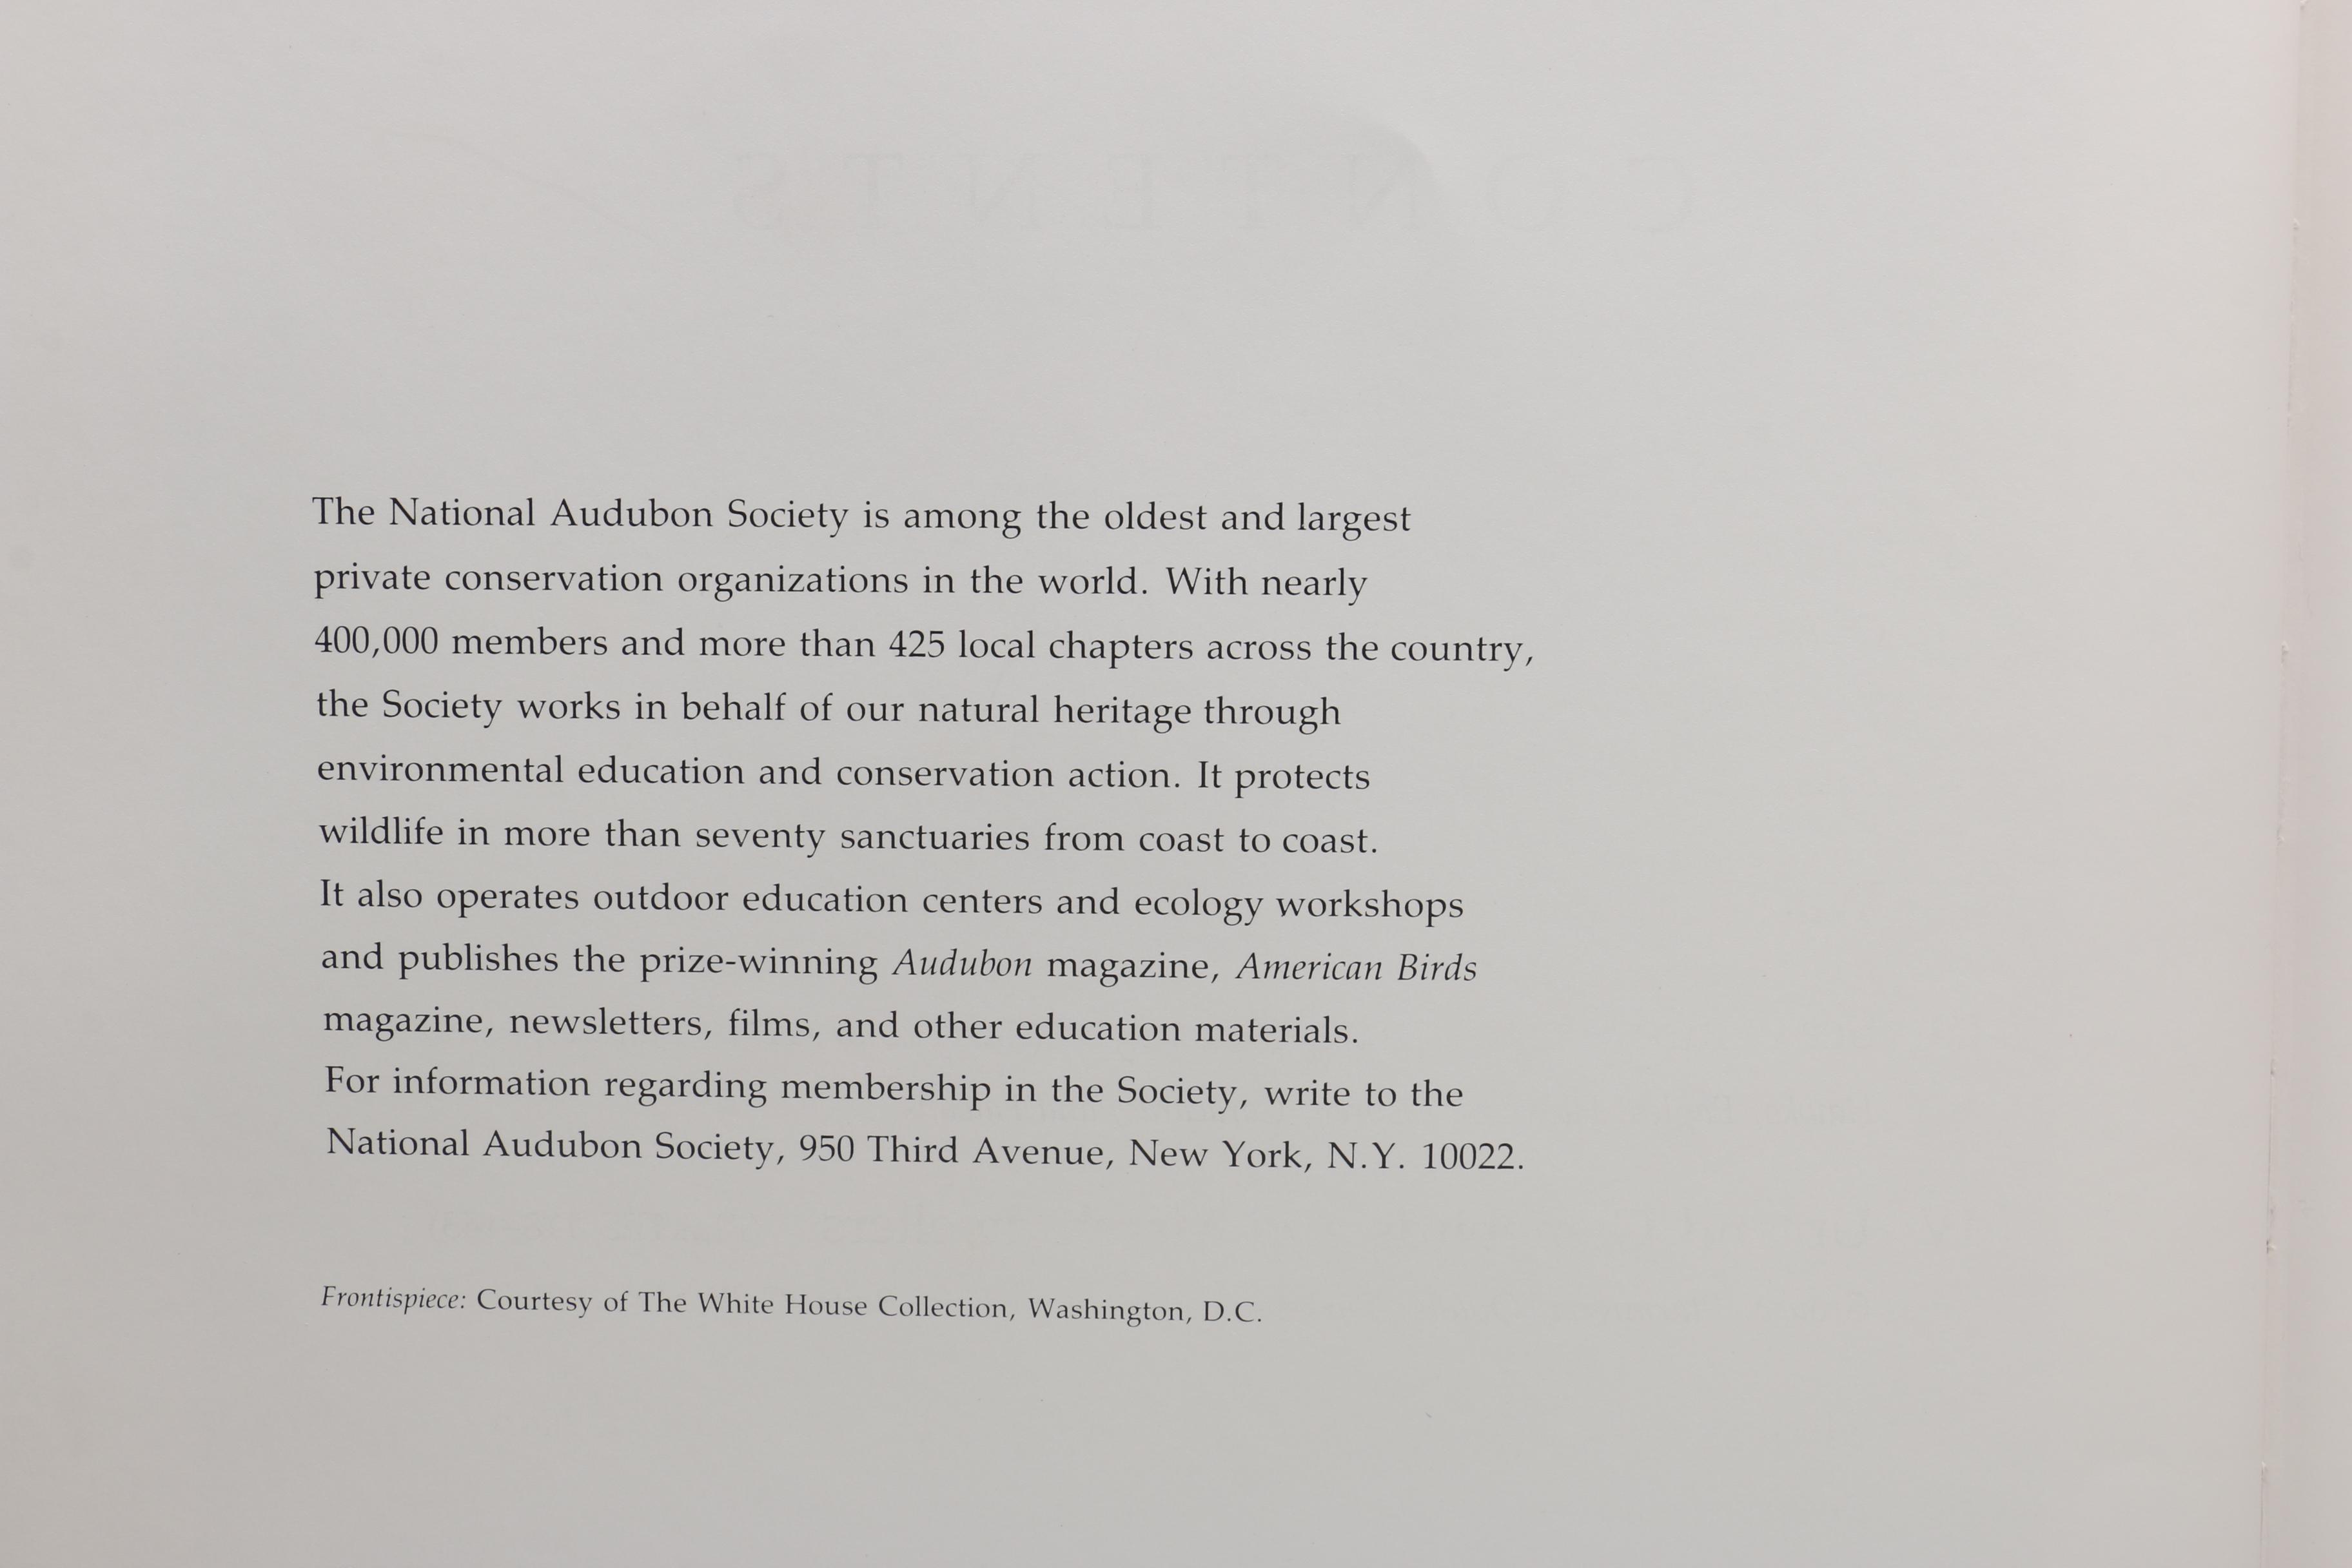 The National Audubon Society is among the oldest and largest
private conservation organizations in the world. With nearly
400,000 members and more than 425 local chapters across the country,
the Society works in behalf of our natural heritage through
environmental education and conservation action. It protects
wildlife in more than seventy sanctuaries from coast to coast.
It also operates outdoor education centers and ecology workshops
and publishes the prize-winning Audubon magazine, American Birds
magazine, newsletters, films, and other education materials.
For information regarding membership in the Society, write to the
National Audubon Society, 950 Third Avenue, New York, N.Y. 10022.
Frontispiece: Courtesy of The White House Collection, Washington, D.C.